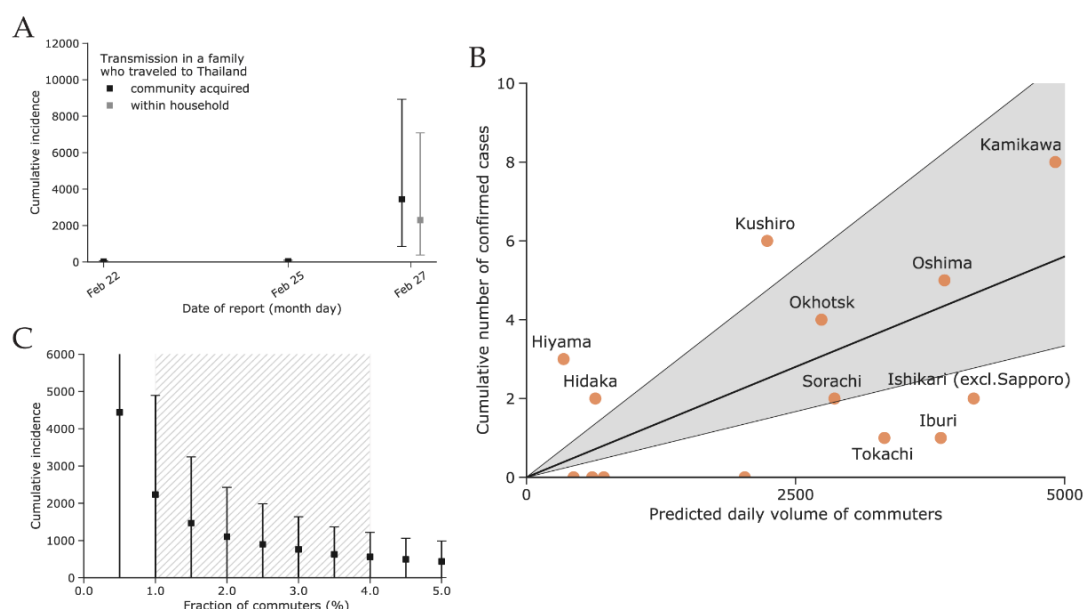 A
12000
10000
8000
6000
4000
2000
0
Cumulative incidence
Transmission in a family
who traveled to Thailand
community acquired
within household
Feb 22
Feb 25
Feb 27
Date of report (month day)
B
10
8
6
4
2
0
Cumulative number of confirmed cases
Kamikawa
Kushiro
Oshima
Okhotsk
Hiyama
Hidaka
Sorachi
Ishikari (excl.Sapporo)
Iburi
Tokachi
0
2500
5000
Predicted daily volume of commuters
C
6000
5000
4000
3000
2000
1000
0
Cumulative incidence
0.0
1.0
2.0
3.0
4.0
5.0
Fraction of commuters (%)